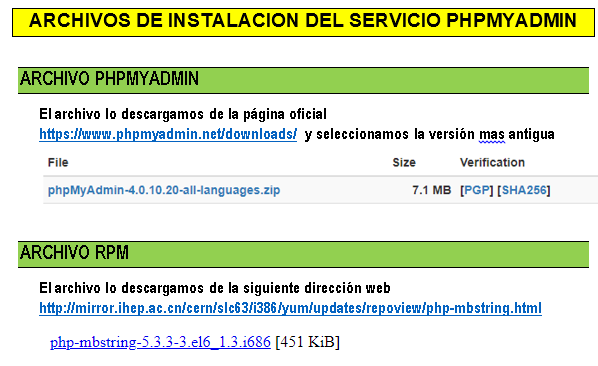 ARCHIVOS DE INSTALACION DEL SERVICIO PHPMYADMIN
ARCHIVO PHPMYADMIN
El archivo lo descargamos de la página oficial
https://www.phpmyadmin.net/downloads/ y seleccionamos la versión mas antigua
File Size Verification
phpMyAdmin-4.0.10.20-all-languages.zip 7.1 MB [PGP] [SHA256]
ARCHIVO RPM
El archivo lo descargamos de la siguiente dirección web
http://mirror.ihep.ac.cn/cern/slc63/i386/yum/updates/repoview/php-mbstring.html
php-mbstring-5.3.3-3.el6_1.3.i686 [451 KiB]